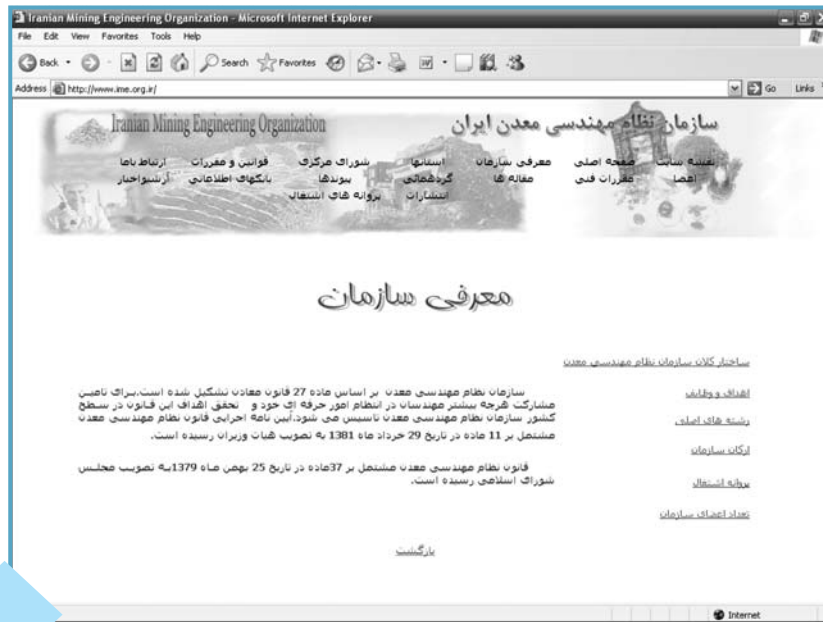 Iranian Mining Engineering Organization - Microsoft Internet Explorer
File Edit View Favorites Tools Help
Back Search Favorites
Address http://www.ime.org.ir/ Go Links
Iranian Mining Engineering Organization سازمان نظام مهندسی معدن ایران
نقشه سایت صفحه اصلی معرفی سازمان استانها شورای مرکزی قوانین و مقررات ارتباط باما
اعضا مقررات فنی مقاله ها گردهمائی پیوندها بانکهای اطلاعاتی آرشیواخبار
انتشارات پروانه های اشتغال
معرفی سازمان
ساختار کلان سازمان نظام مهندسی معدن
اهداف و وظایف
رشته های اصلی
ارکان سازمان
پروانه اشتغال
تعداد اعضای سازمان
سازمان نظام مهندسی معدن بر اساس ماده 27 قانون معادن تشکیل شده است.برای تامین
مشارکت هرچه بیشتر مهندسان در انتظام امور حرفه ای خود و تحقق اهداف این قانون در سطح
کشور سازمان نظام مهندسی معدن تاسیس می شود.آیین نامه اجرایی قانون نظام مهندسی معدن
مشتمل بر 11 ماده در تاریخ 29 خرداد ماه 1381 به تصویب هیات وزیران رسیده است.
قانون نظام مهندسی معدن مشتمل بر 37ماده در تاریخ 25 بهمن ماه 1379به تصویب مجلس
شورای اسلامی رسیده است.
بازگشت
Internet